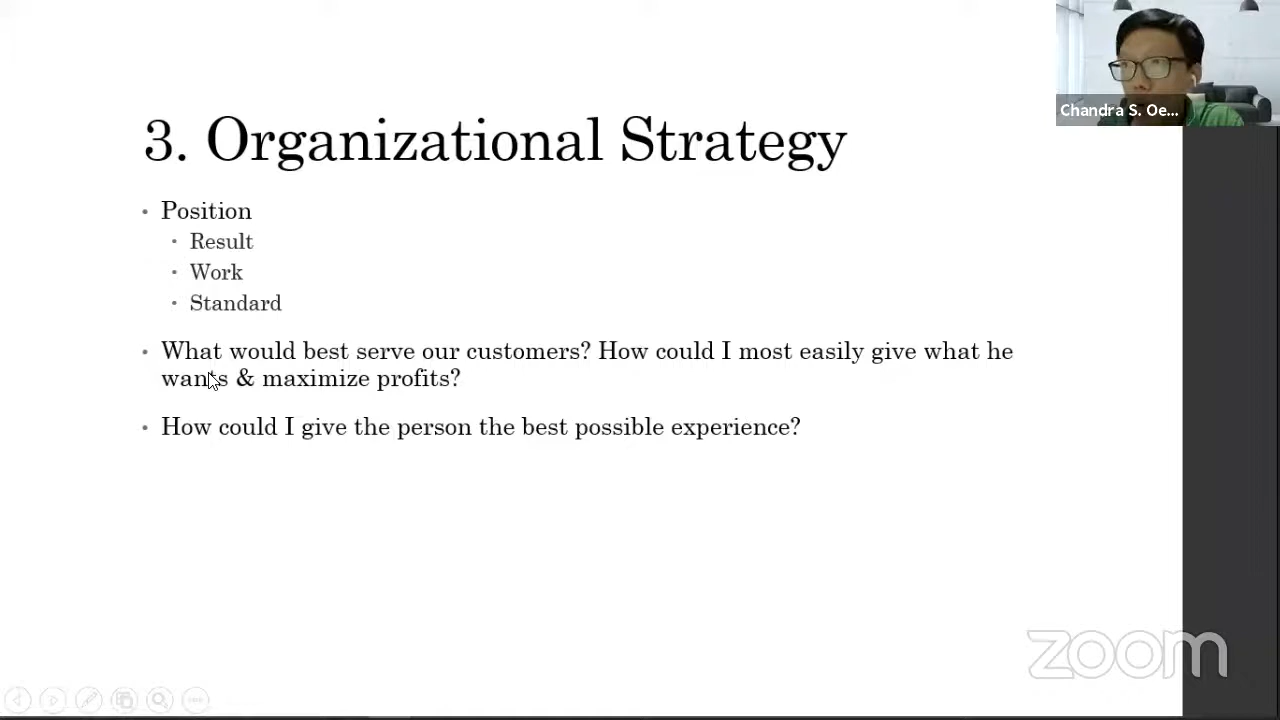 Chandra S. Oe...
3. Organizational Strategy
• Position
• Result
• Work
• Standard
• What would best serve our customers? How could I most easily give what he
wants & maximize profits?
• How could I give the person the best possible experience?
zoom